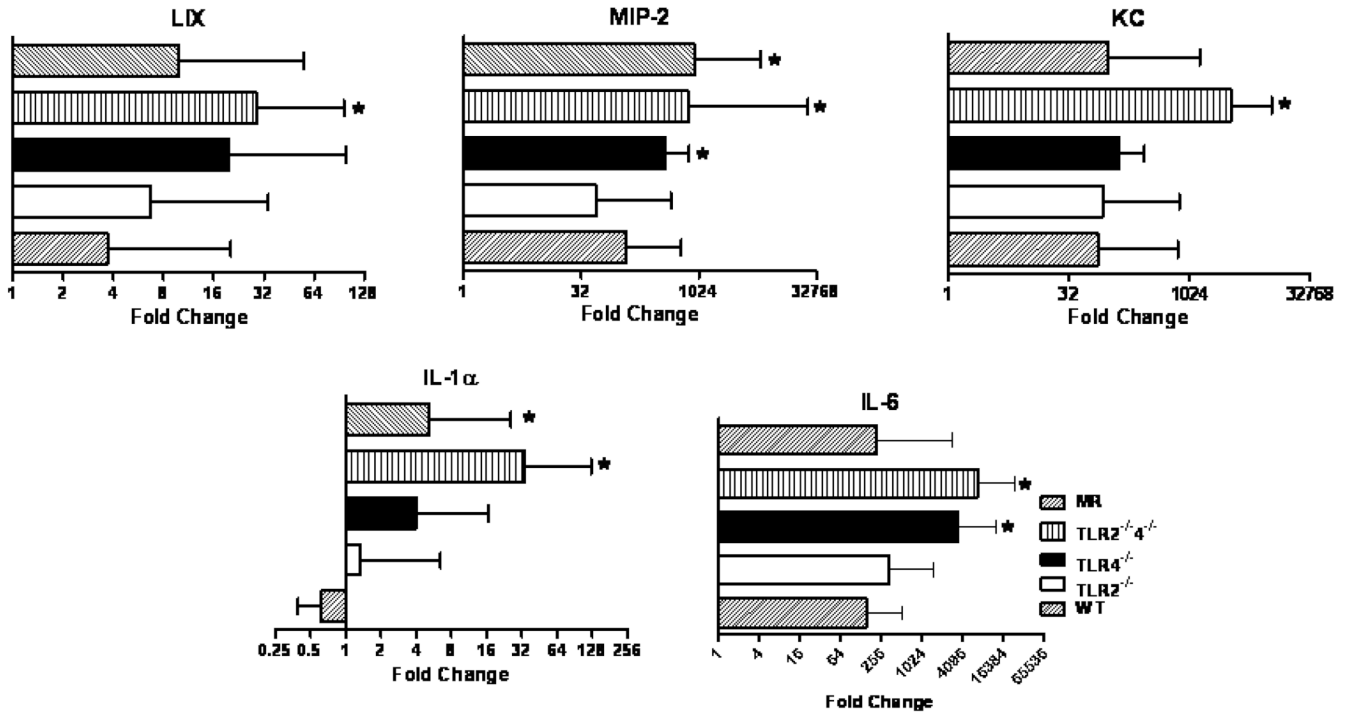 LIX
1 2 4 8 16 32 64 128
Fold Change
*
MIP-2
1 32 1024 32768
Fold Change
*
*
*
KC
1 32 1024 32768
Fold Change
*
IL-1α
0.25 0.5 1 2 4 8 16 32 64 128 256
Fold Change
*
*
IL-6
1 4 16 64 256 1024 4096 16384 65536
Fold Change
*
*
MR
TLR2-/-4-/-
TLR4-/-
TLR2-/-
WT